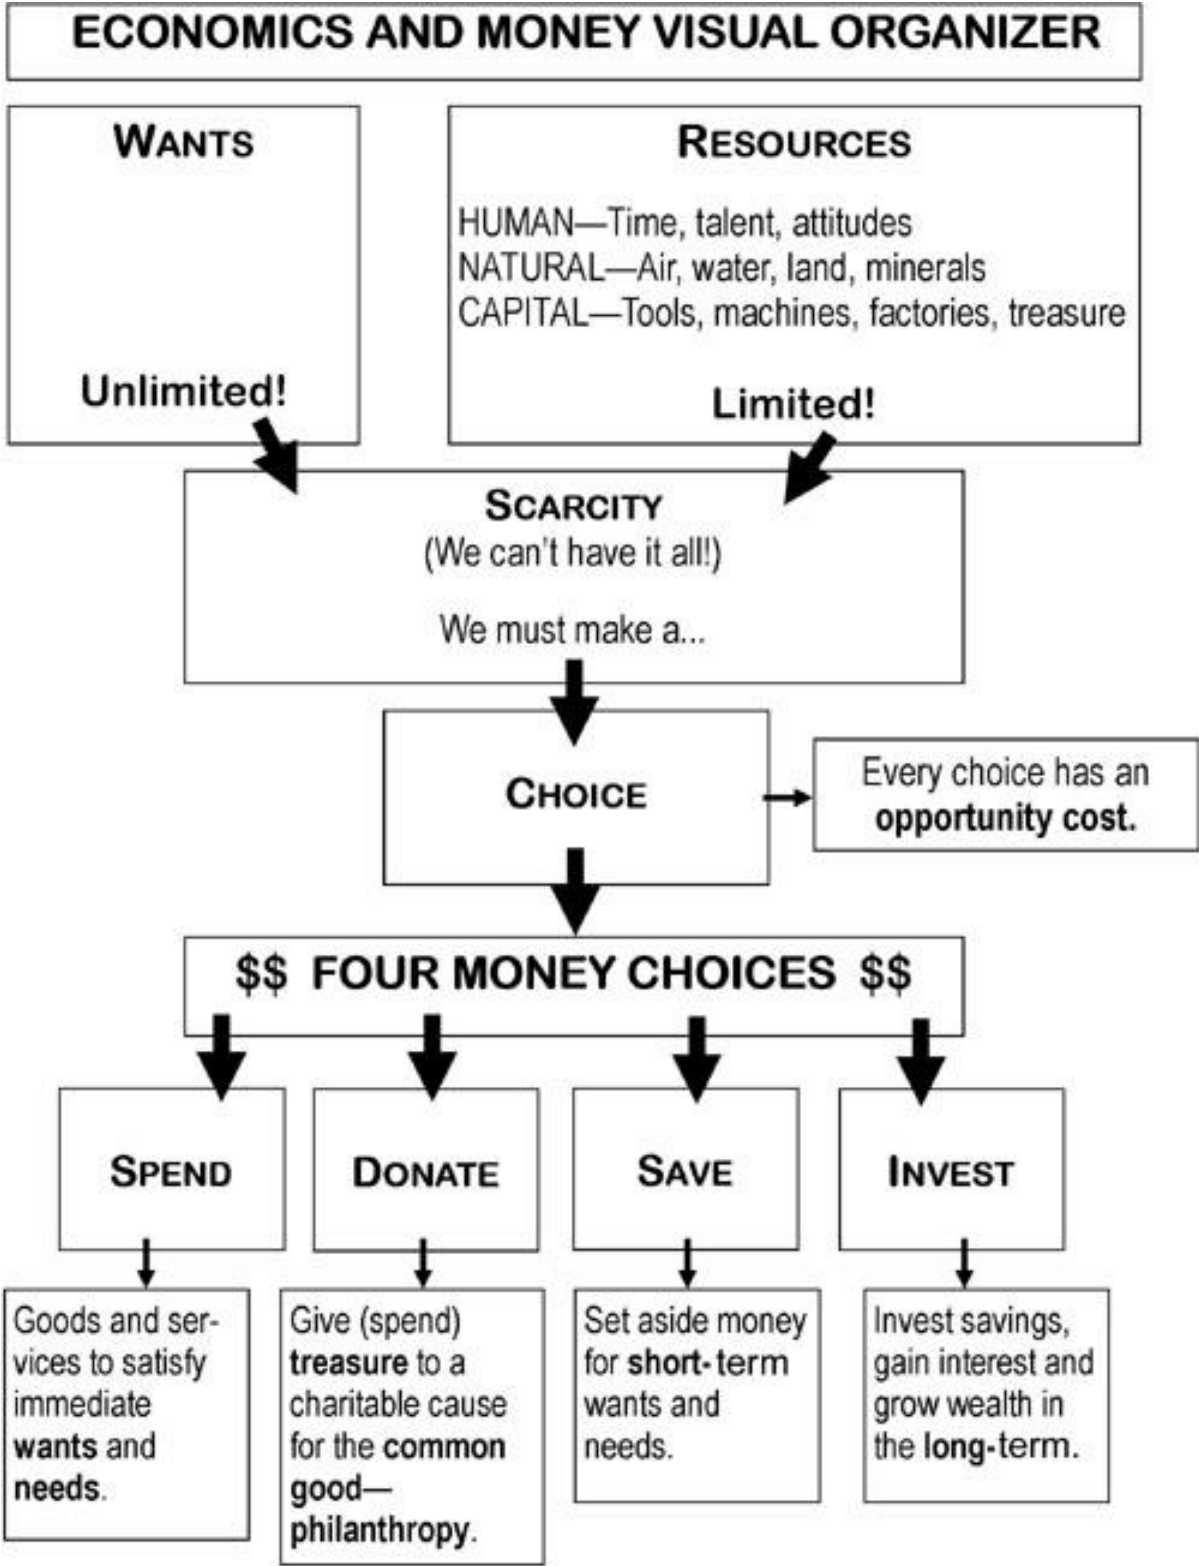 ECONOMICS AND MONEY VISUAL ORGANIZER
WANTS
Unlimited!
RESOURCES
HUMAN—Time, talent, attitudes
NATURAL—Air, water, land, minerals
CAPITAL—Tools, machines, factories, treasure
Limited!
SCARCITY
(We can't have it all!)
We must make a...
CHOICE
Every choice has an
opportunity cost.
$$ FOUR MONEY CHOICES $$
SPEND
DONATE
SAVE
INVEST
Goods and ser-
vices to satisfy
immediate
wants and
needs.
Give (spend)
treasure to a
charitable cause
for the common
good—
philanthropy.
Set aside money
for short-term
wants and
needs.
Invest savings,
gain interest and
grow wealth in
the long-term.